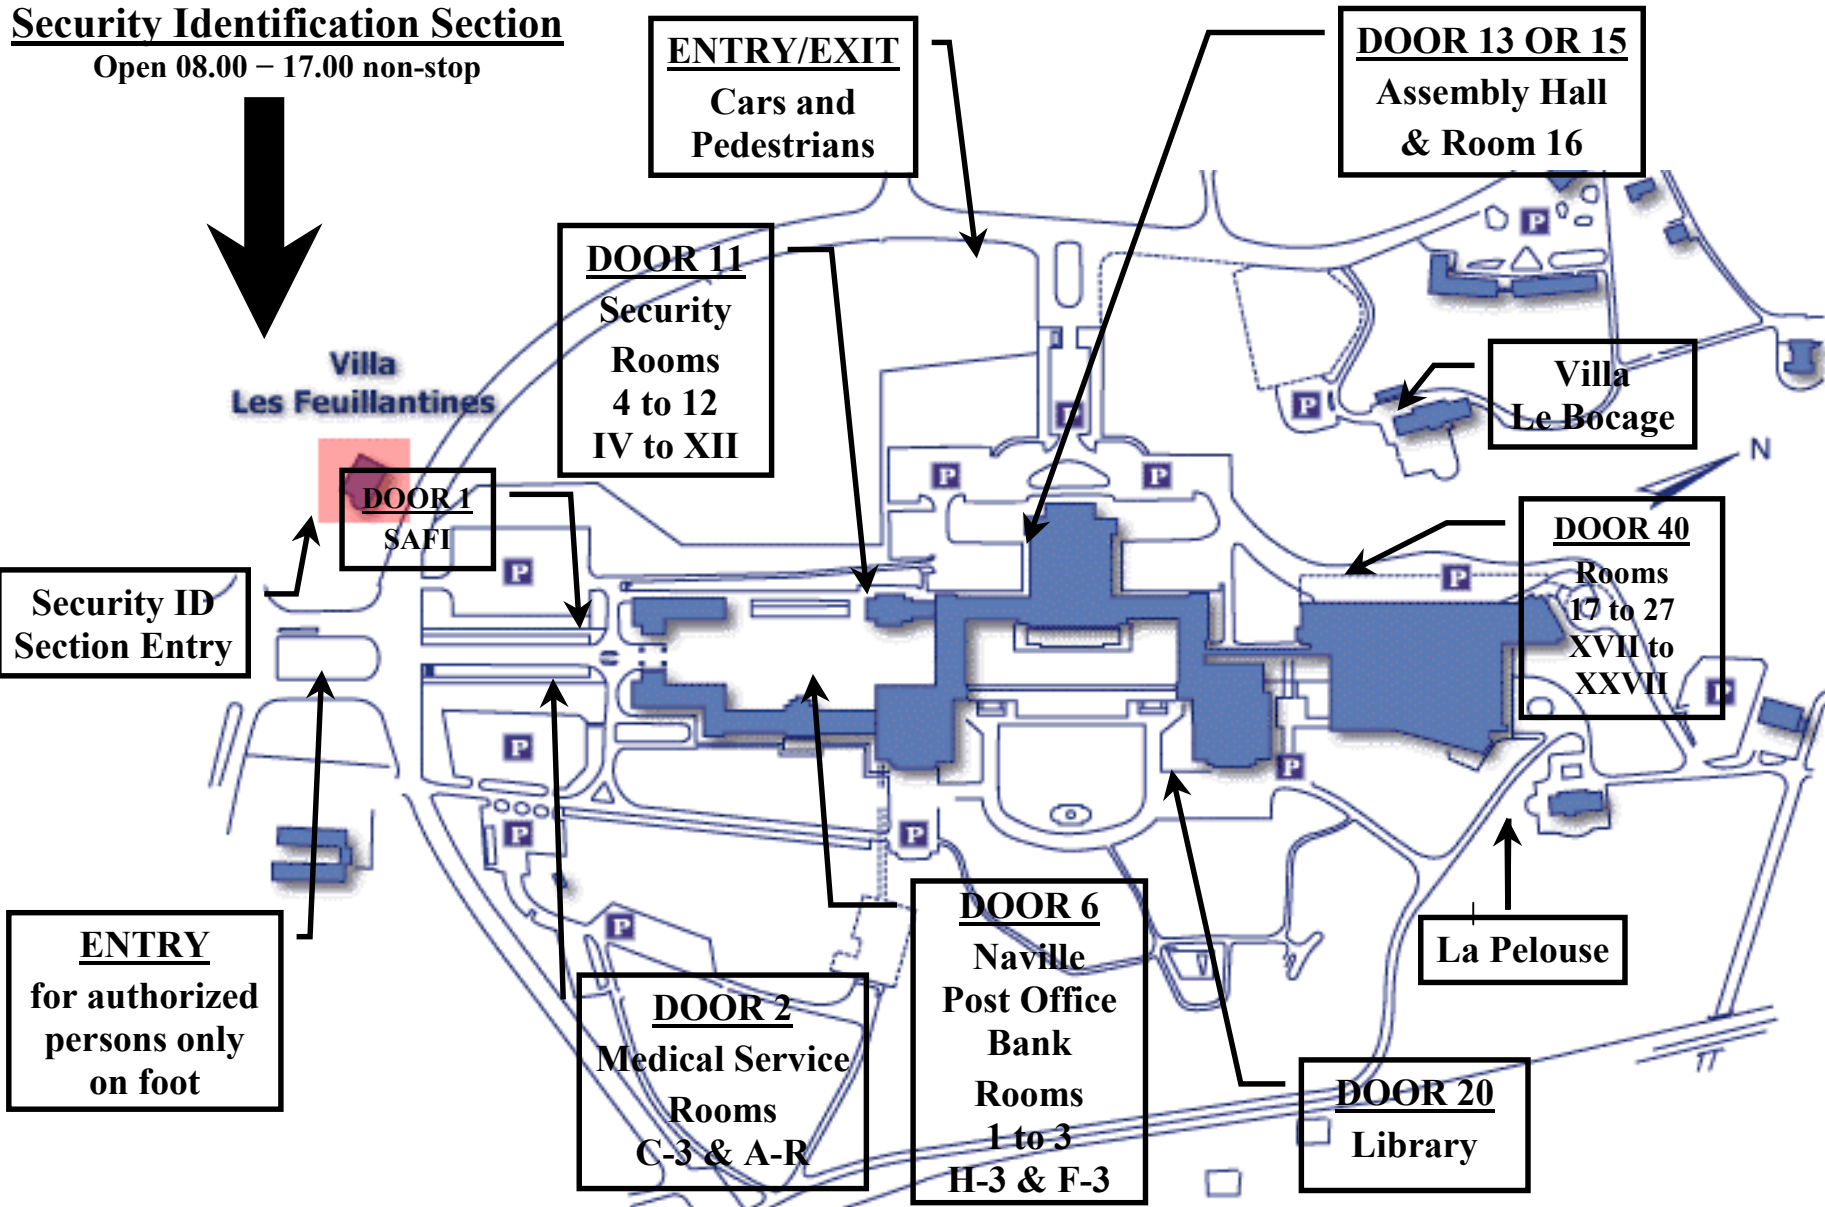 Security Identification Section
Open 08.00 – 17.00 non-stop
ENTRY/EXIT
Cars and
Pedestrians
DOOR 13 OR 15
Assembly Hall
& Room 16
DOOR 11
Security
Rooms
4 to 12
IV to XII
Villa
Les Feuillantines
Villa
Le Bocage
N
DOOR 1
SAFI
DOOR 40
Rooms
17 to 27
XVII to
XXVII
Security ID
Section Entry
ENTRY
for authorized
persons only
on foot
DOOR 2
Medical Service
Rooms
C-3 & A-R
DOOR 6
Naville
Post Office
Bank
Rooms
1 to 3
H-3 & F-3
La Pelouse
DOOR 20
Library
P
P
P
P
P
P
P
P
P
P
P
P
P
P